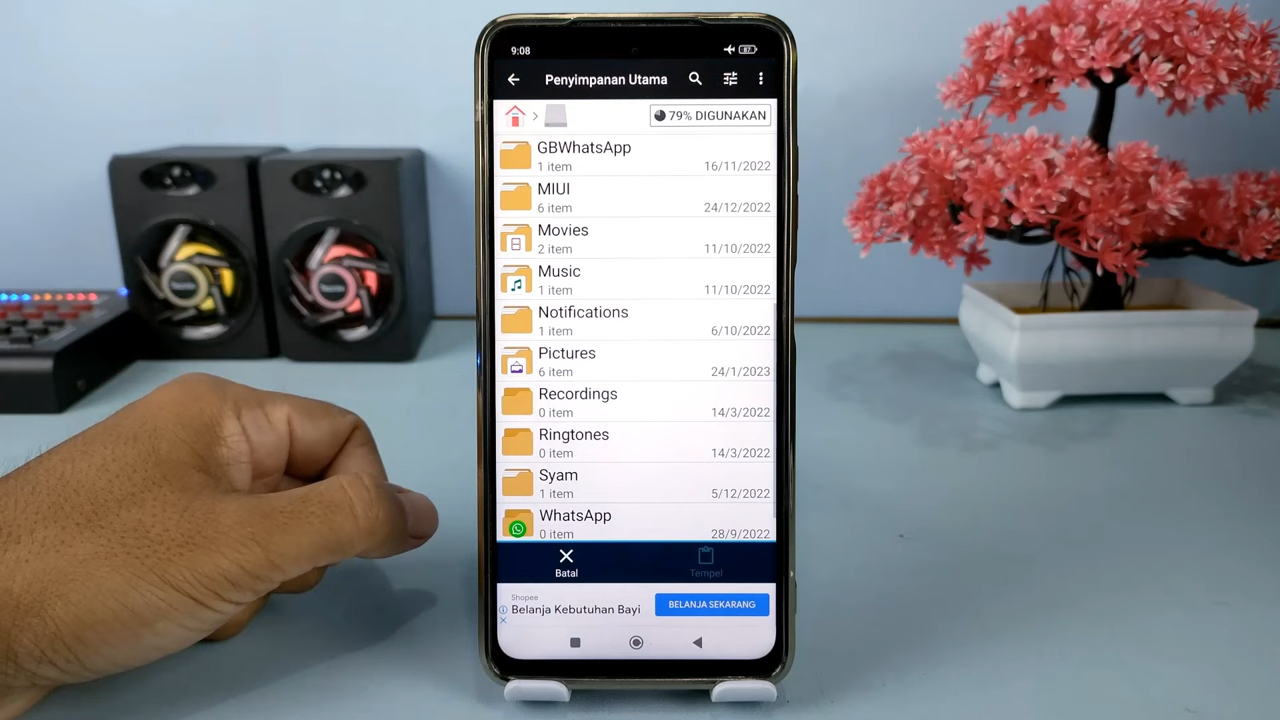 9:08
87
Penyimpanan Utama
79% DIGUNAKAN
GBWhatsApp
1 item
16/11/2022
MIUI
6 item
24/12/2022
Movies
2 item
11/10/2022
Music
1 item
11/10/2022
Notifications
1 item
6/10/2022
Pictures
6 item
24/1/2023
Recordings
0 item
14/3/2022
Ringtones
0 item
14/3/2022
Syam
1 item
5/12/2022
WhatsApp
0 item
28/9/2022
Batal
Tempel
Shopee
Belanja Kebutuhan Bayi
BELANJA SEKARANG